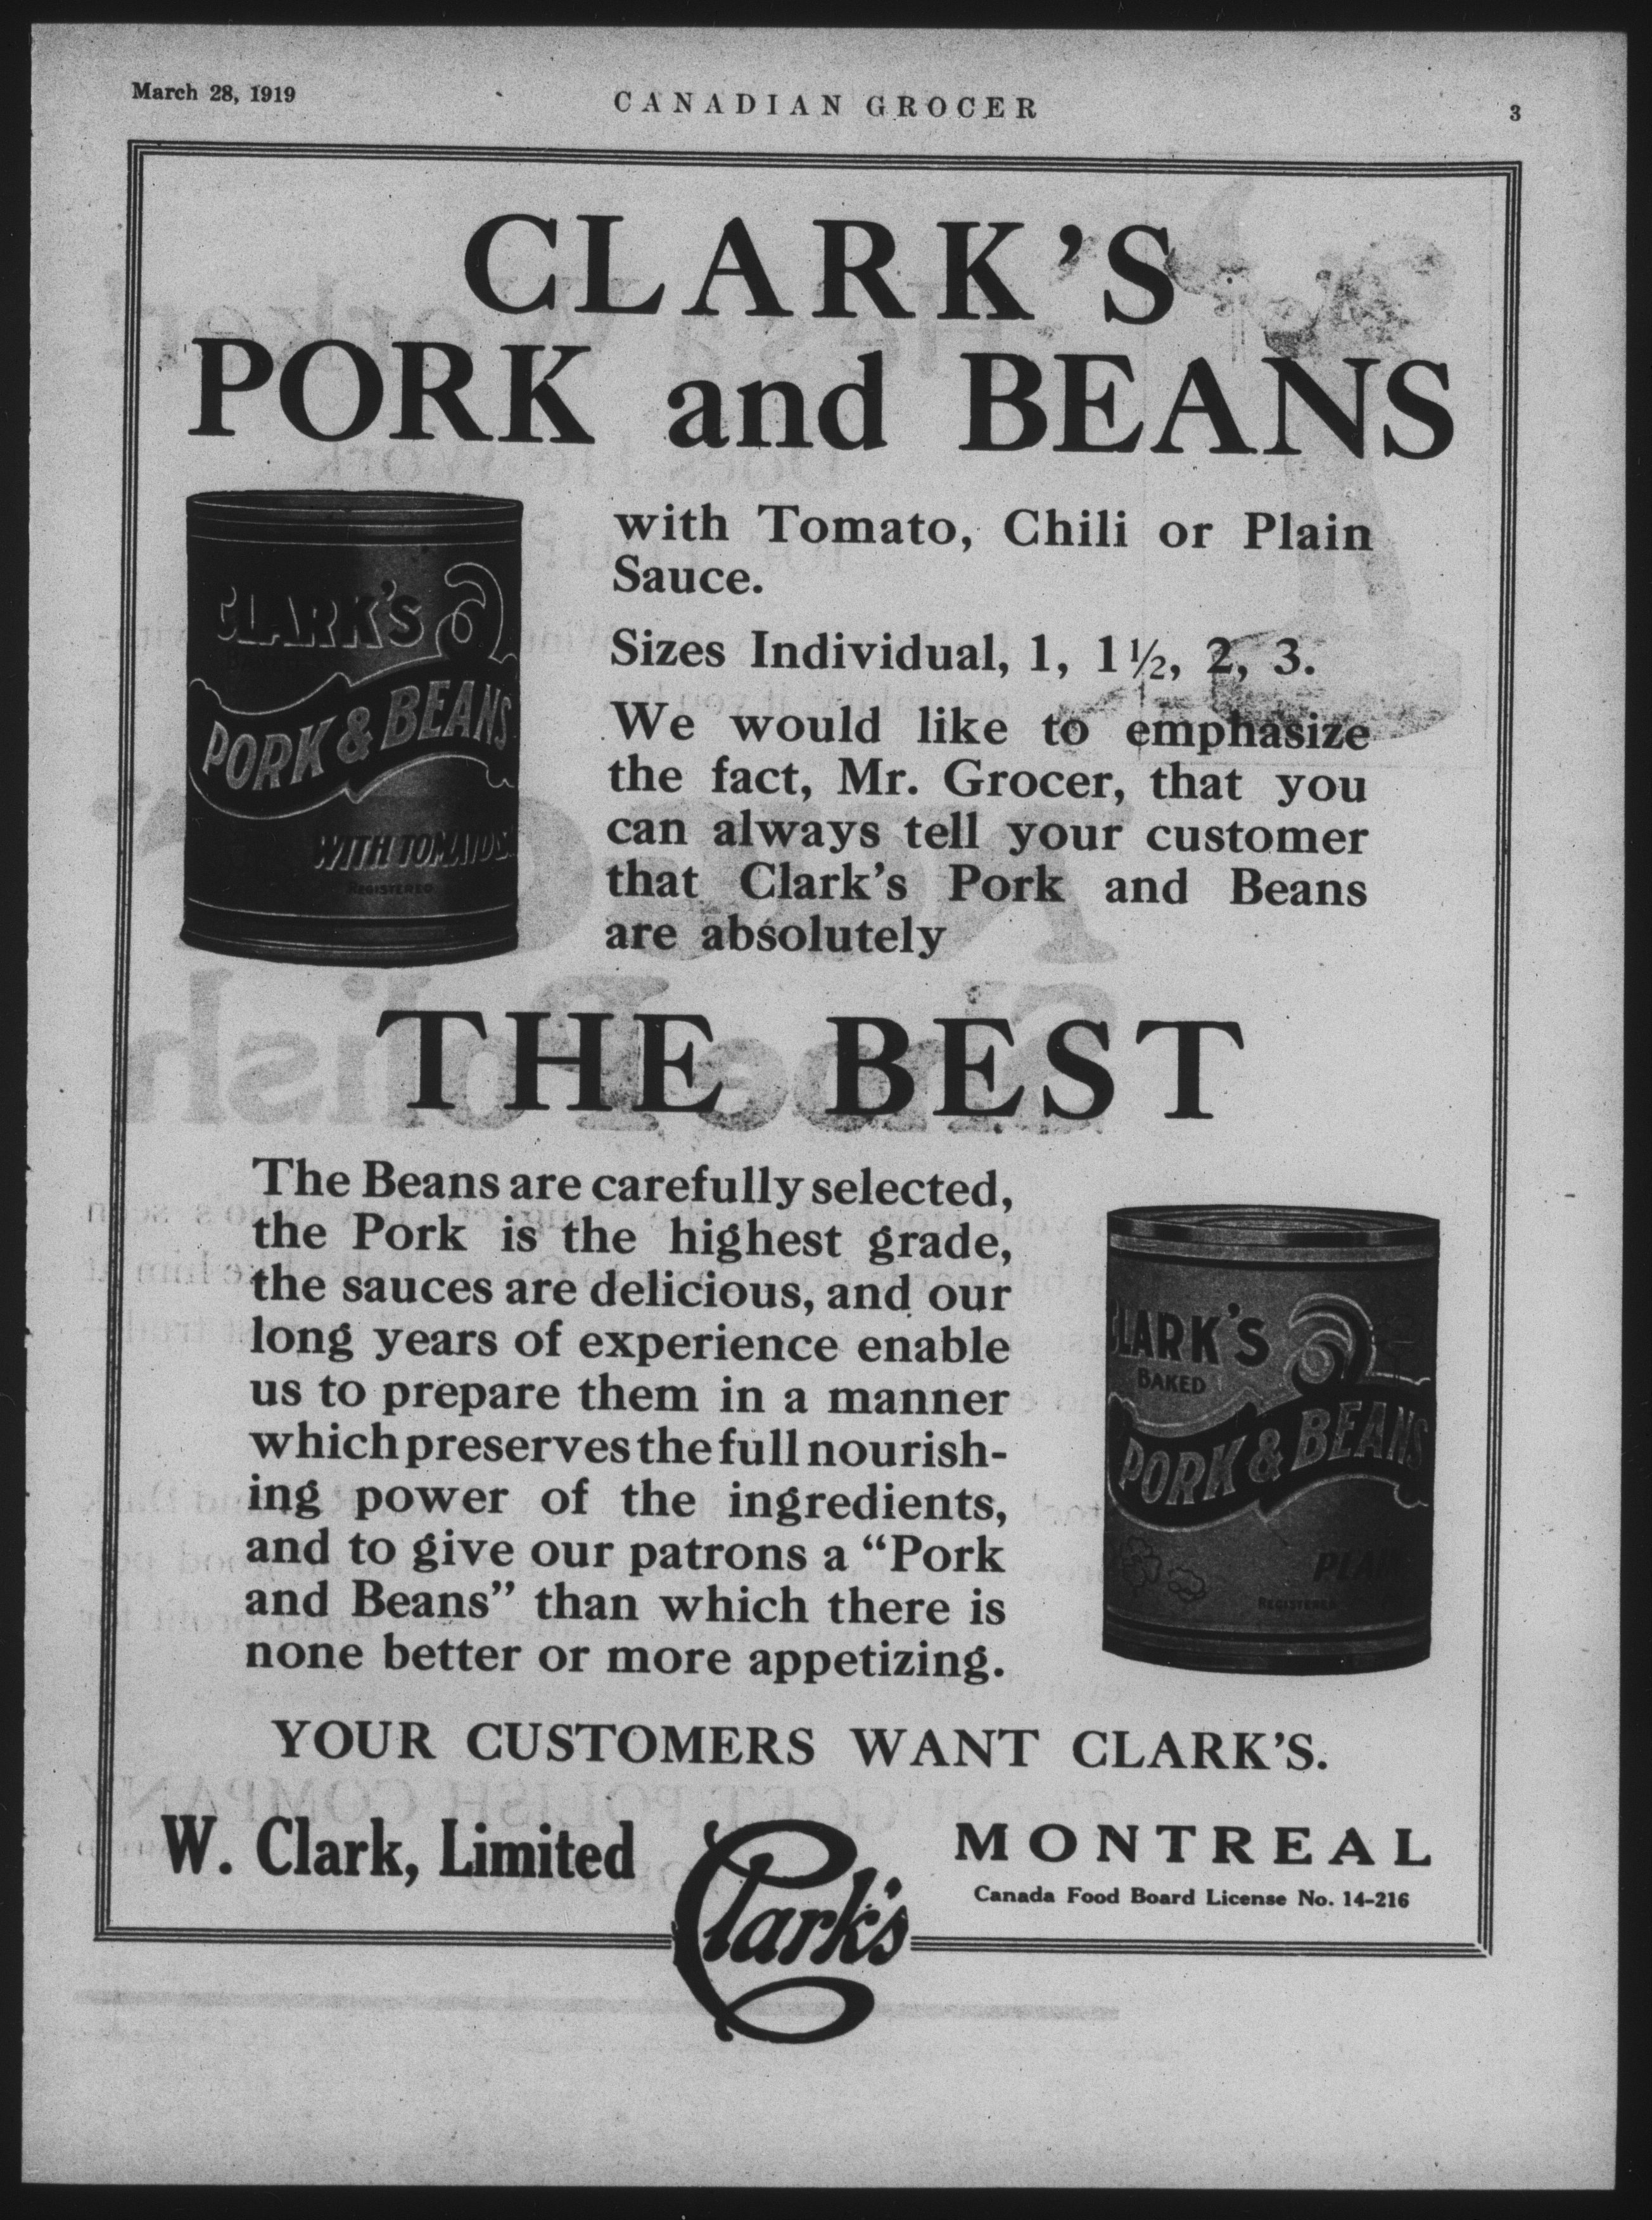 March 28, 1919
CANADIAN GROCER
3
CLARK'S
PORK and BEANS
CLARK'S
PORK & BEANS
WITH TOMATO
REGISTERED
with Tomato, Chili or Plain
Sauce.
Sizes Individual, 1, 1½, 2, 3.
We would like to emphasize
the fact, Mr. Grocer, that you
can always tell your customer
that Clark's Pork and Beans
are absolutely
THE BEST
The Beans are carefully selected,
the Pork is the highest grade,
the sauces are delicious, and our
long years of experience enable
us to prepare them in a manner
which preserves the full nourish-
ing power of the ingredients,
and to give our patrons a “Pork
and Beans” than which there is
none better or more appetizing.
CLARK'S
BAKED
PORK & BEANS
PLAIN
REGISTERED
YOUR CUSTOMERS WANT CLARK'S.
W. Clark, Limited
Clark's
MONTREAL
Canada Food Board License No. 14-216